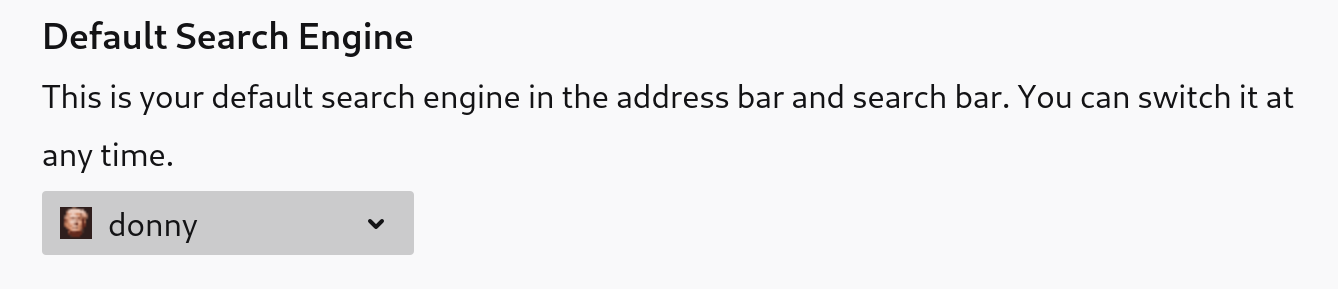 Default Search Engine
This is your default search engine in the address bar and search bar. You can switch it at
any time.
donny